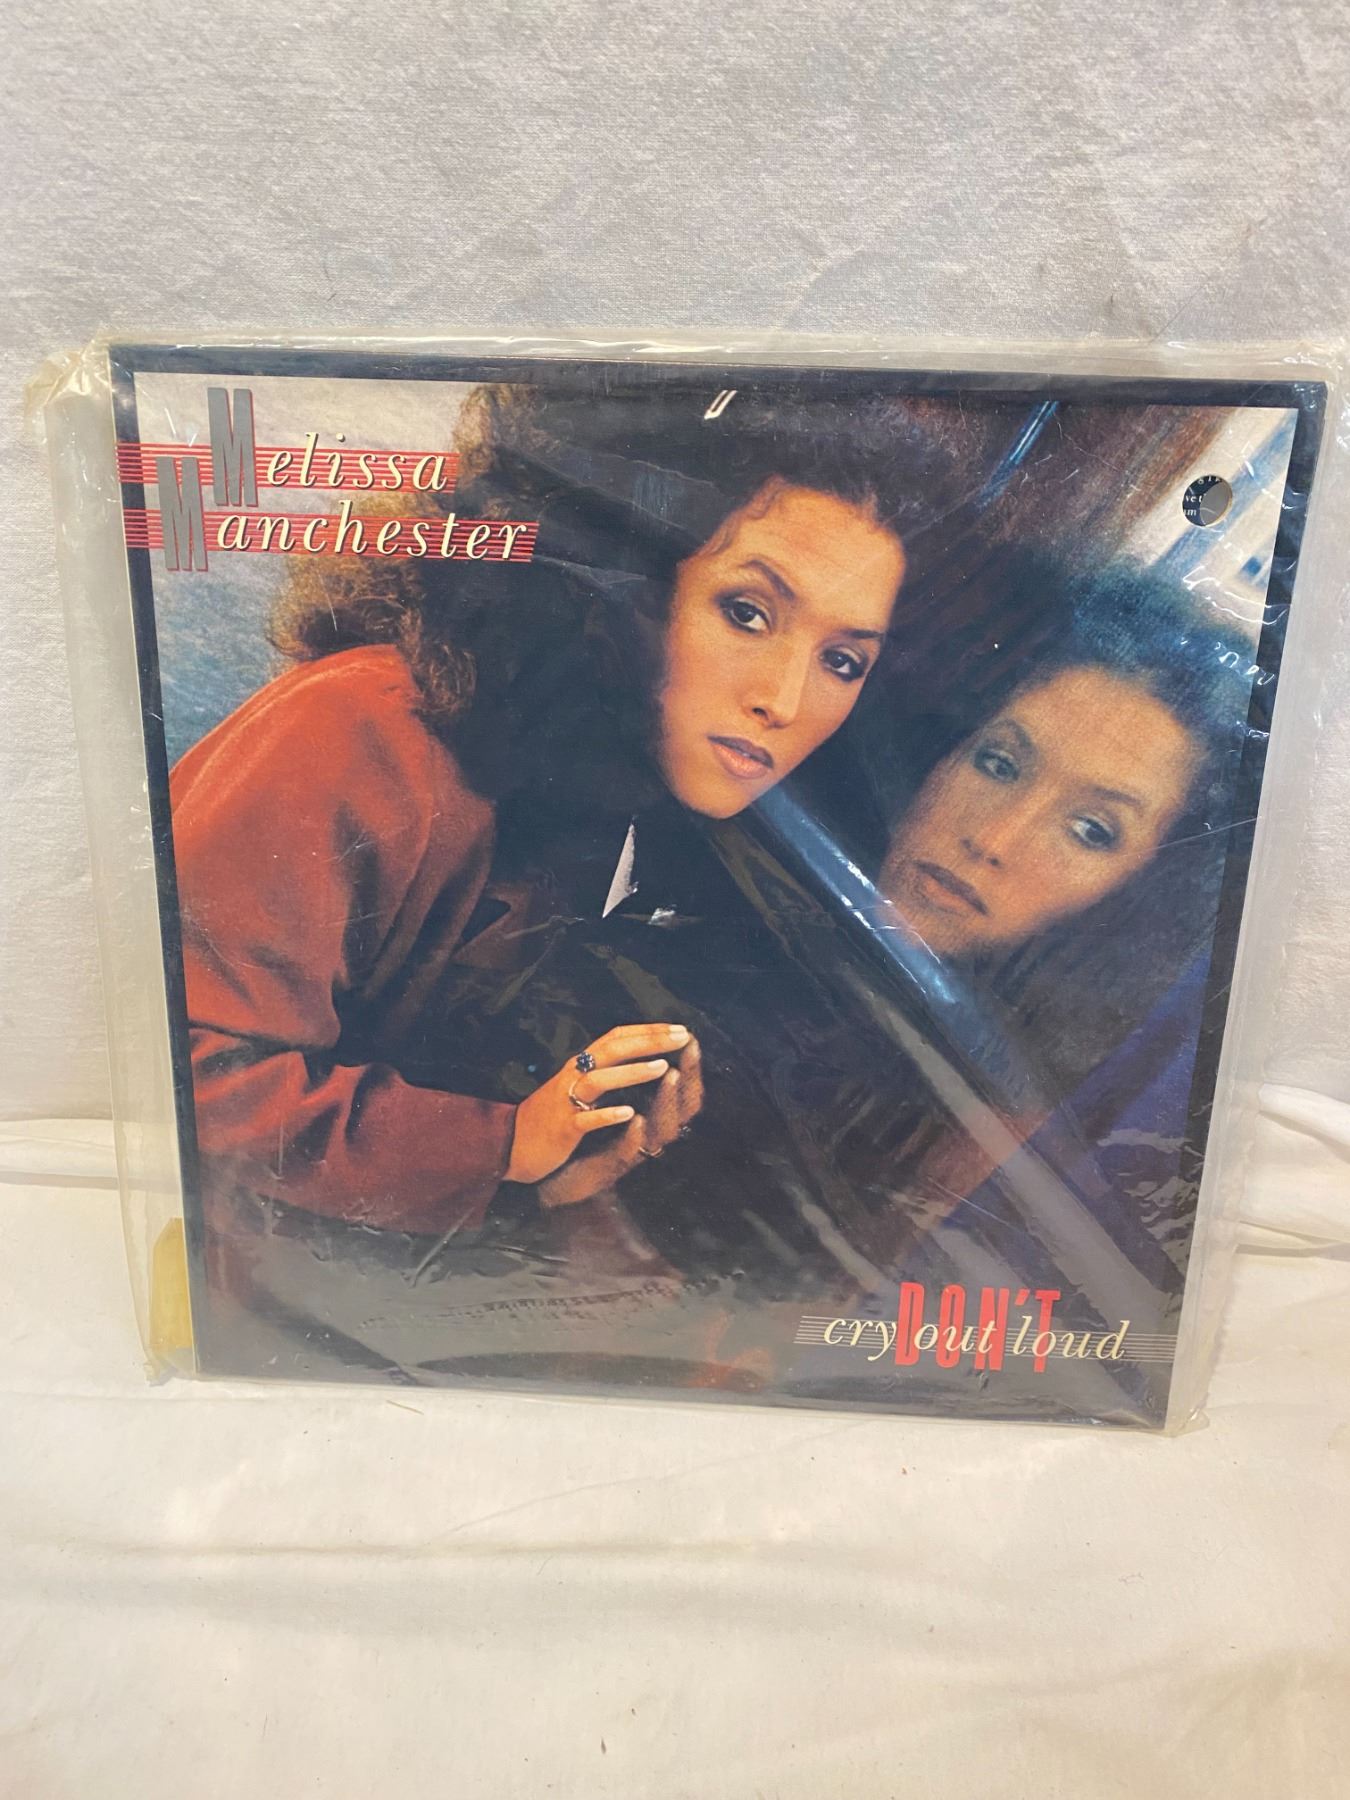 Melissa
Manchester
DON'T
cry out loud